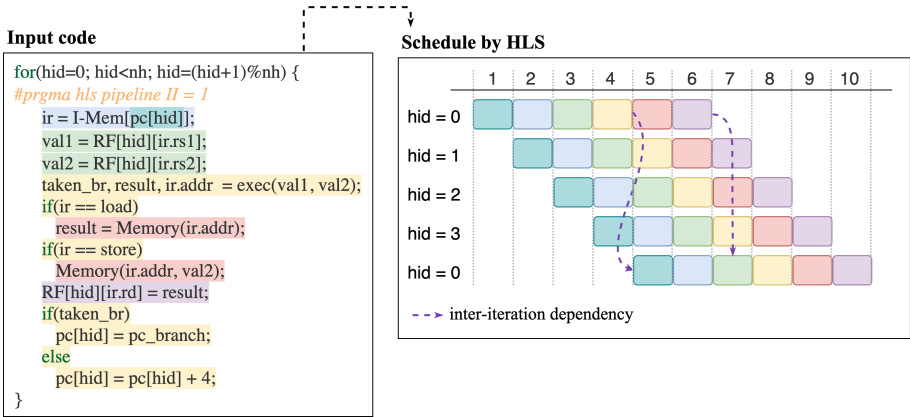 Input code
for(hid=0; hid<nh; hid=(hid+1)%nh) {
#prgma hls pipeline II = 1
ir = I-Mem[pc[hid]];
val1 = RF[hid][ir.rs1];
val2 = RF[hid][ir.rs2];
taken_br, result, ir.addr = exec(val1, val2);
if(ir == load)
result = Memory(ir.addr);
if(ir == store)
Memory(ir.addr, val2);
RF[hid][ir.rd] = result;
if(taken_br)
pc[hid] = pc_branch;
else
pc[hid] = pc[hid] + 4;
}
Schedule by HLS
1 2 3 4 5 6 7 8 9 10
hid = 0
hid = 1
hid = 2
hid = 3
hid = 0
inter-iteration dependency